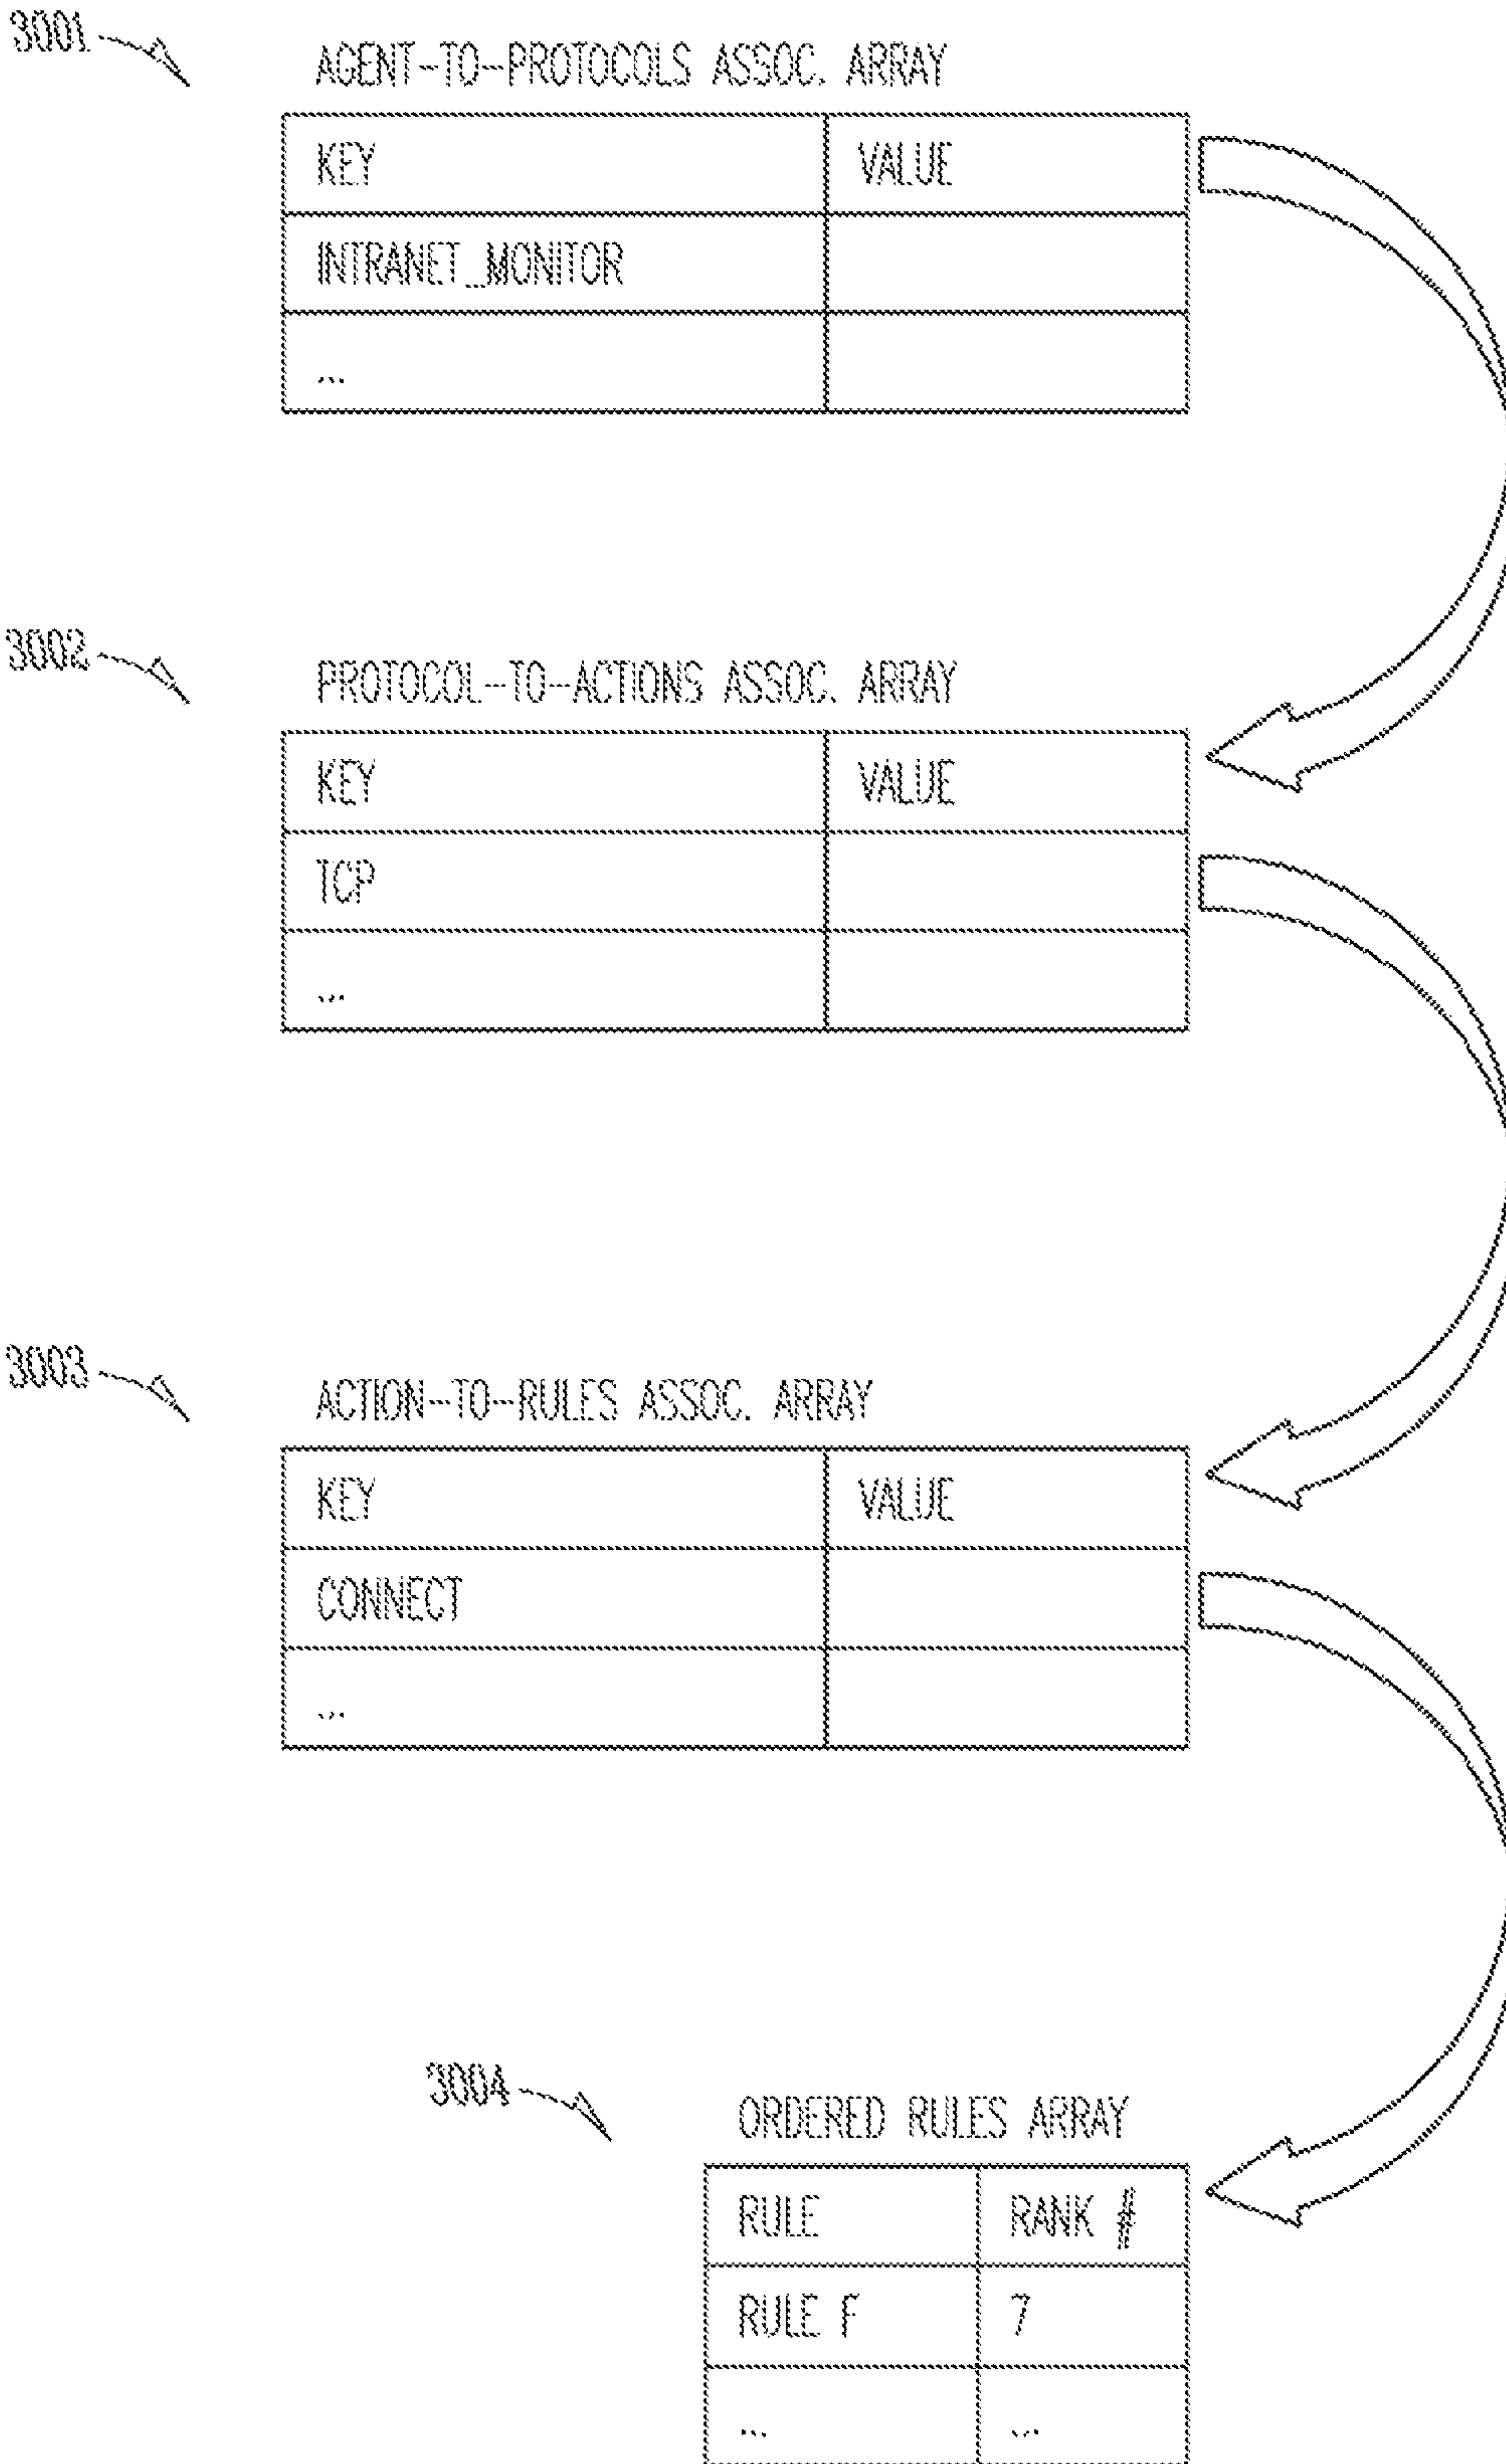 3001
AGENT-TO-PROTOCOLS ASSOC. ARRAY
KEY VALUE
INTRANET_MONITOR
...
3002
PROTOCOL-TO-ACTIONS ASSOC. ARRAY
KEY VALUE
TCP
...
3003
ACTION-TO-RULES ASSOC. ARRAY
KEY VALUE
CONNECT
...
3004
ORDERED RULES ARRAY
RULE RANK #
RULE F 7
... ...